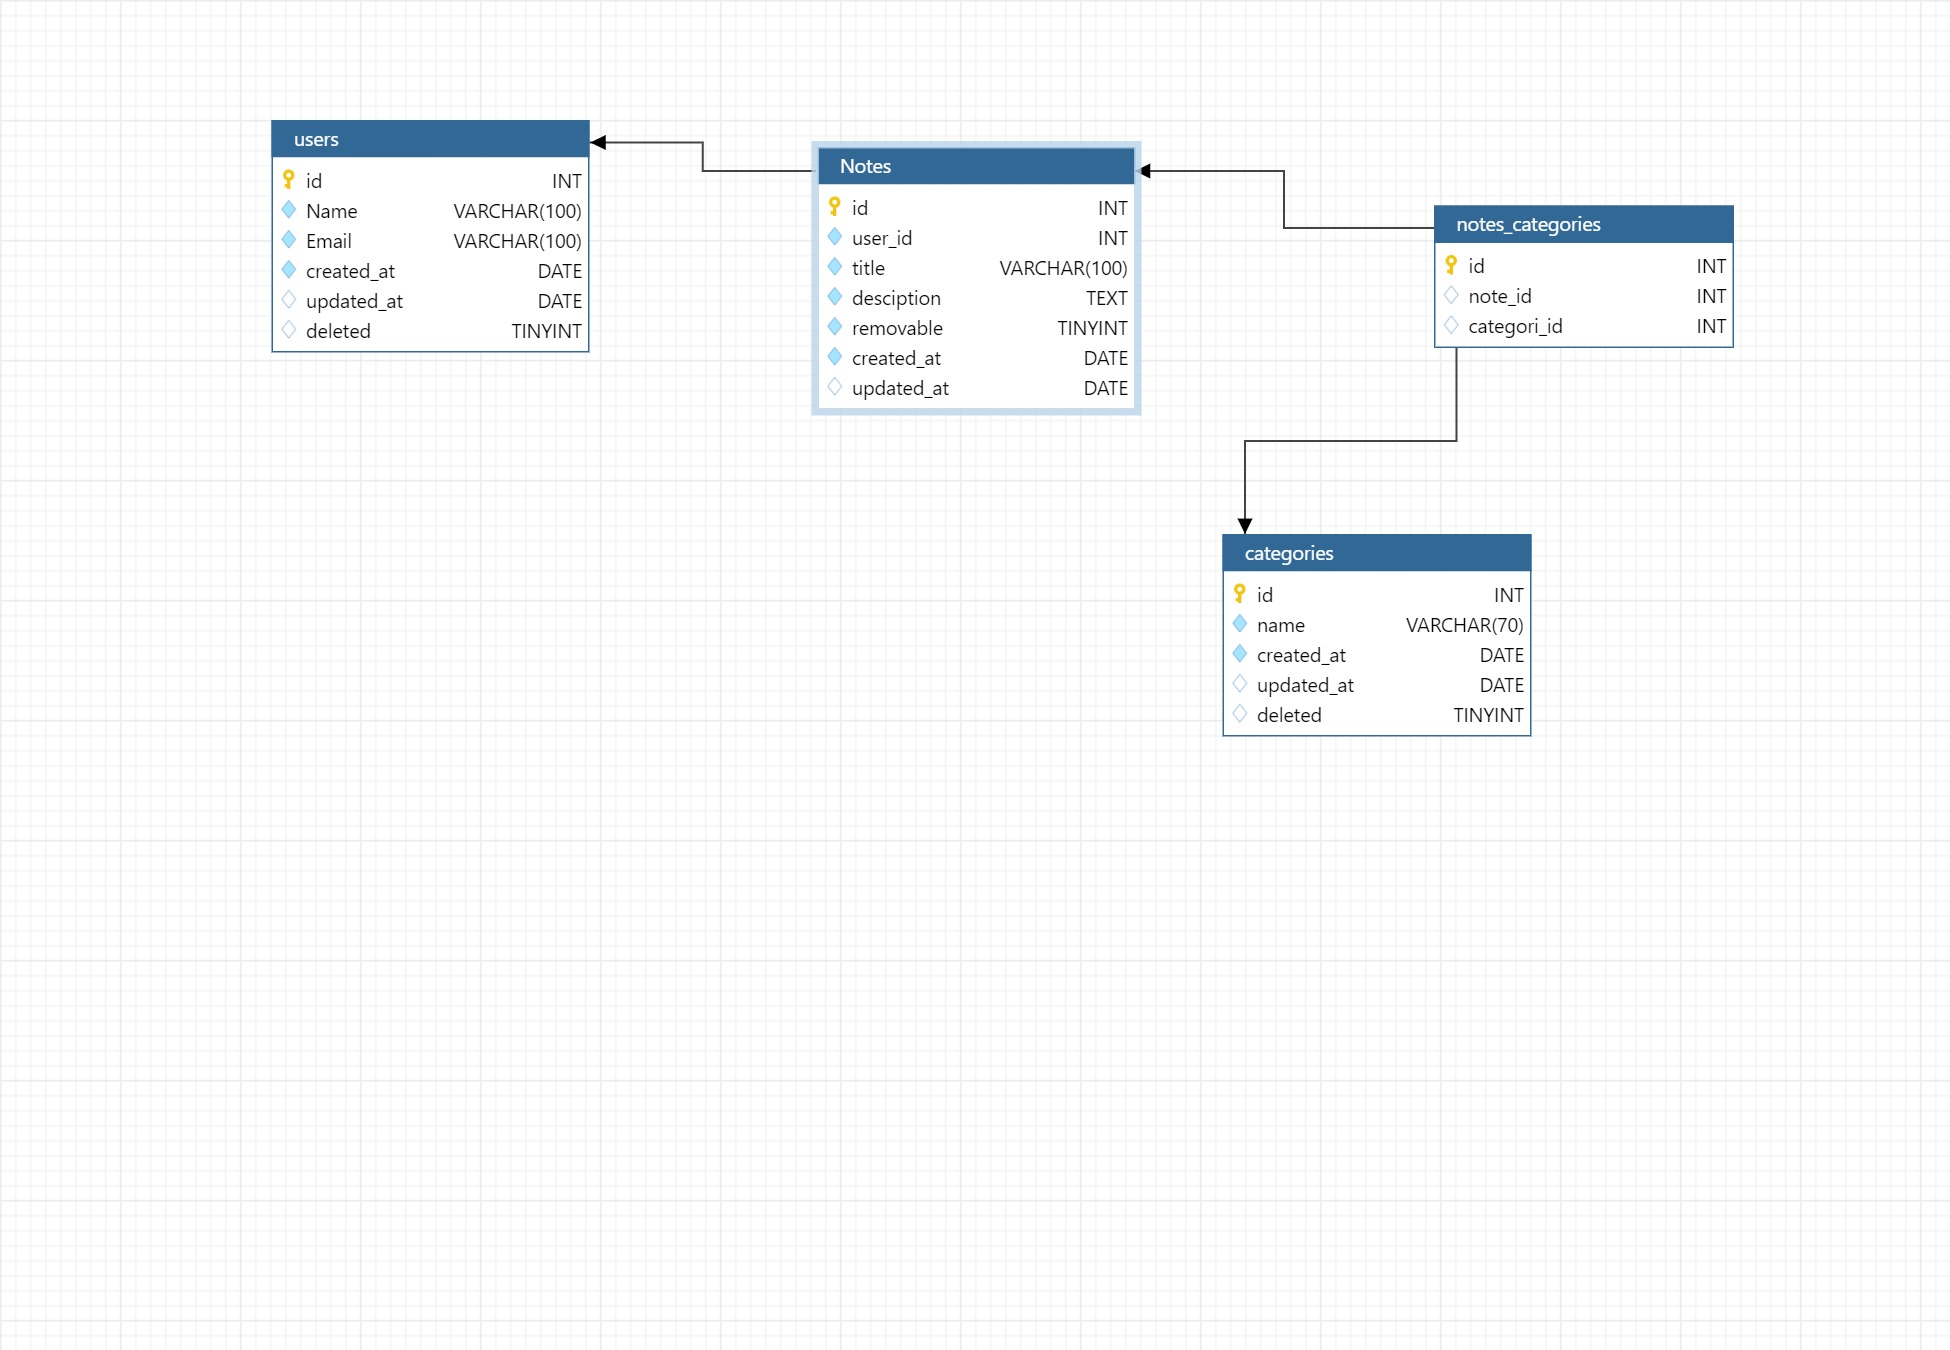 users
id INT
Name VARCHAR(100)
Email VARCHAR(100)
created_at DATE
updated_at DATE
deleted TINYINT
Notes
id INT
user_id INT
title VARCHAR(100)
desciption TEXT
removable TINYINT
created_at DATE
updated_at DATE
notes_categories
id INT
note_id INT
categori_id INT
categories
id INT
name VARCHAR(70)
created_at DATE
updated_at DATE
deleted TINYINT